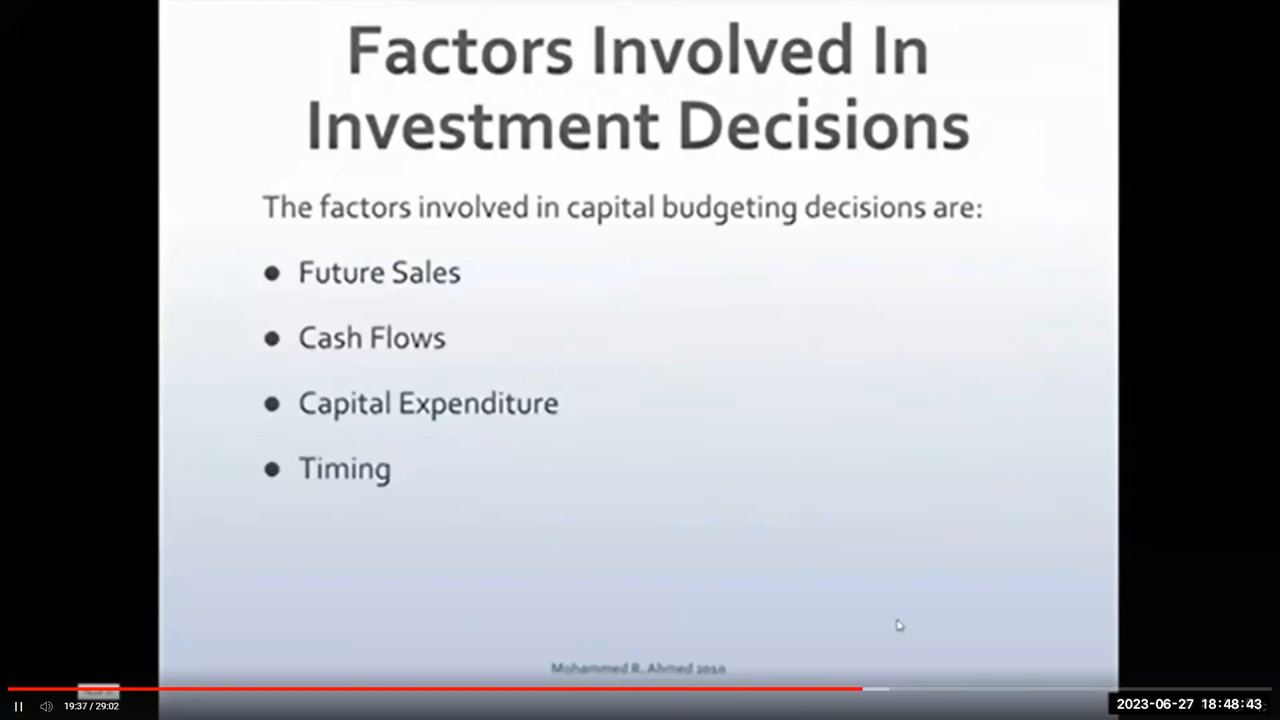 Factors Involved In
Investment Decisions
The factors involved in capital budgeting decisions are:
● Future Sales
● Cash Flows
● Capital Expenditure
● Timing
Mohammed R. Ahmed 2010
19:37 / 29:02
2023-06-27 18:48:43